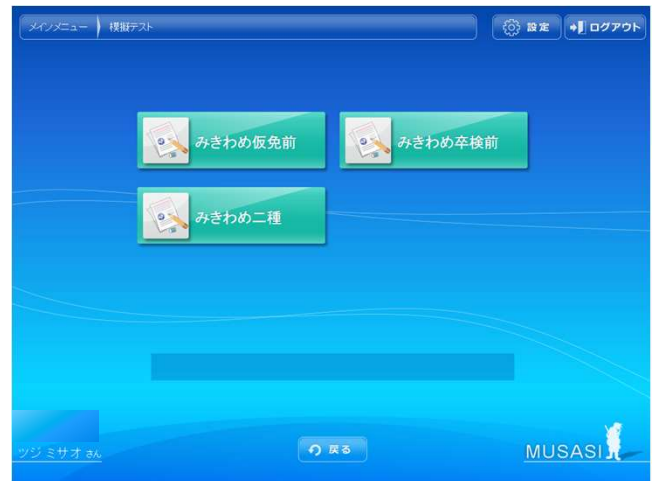 メインメニュー 模擬テスト
設定 ログアウト
みきわめ仮免前 みきわめ卒検前
みきわめ二種
ツジ ミサオ さん 戻る MUSASI